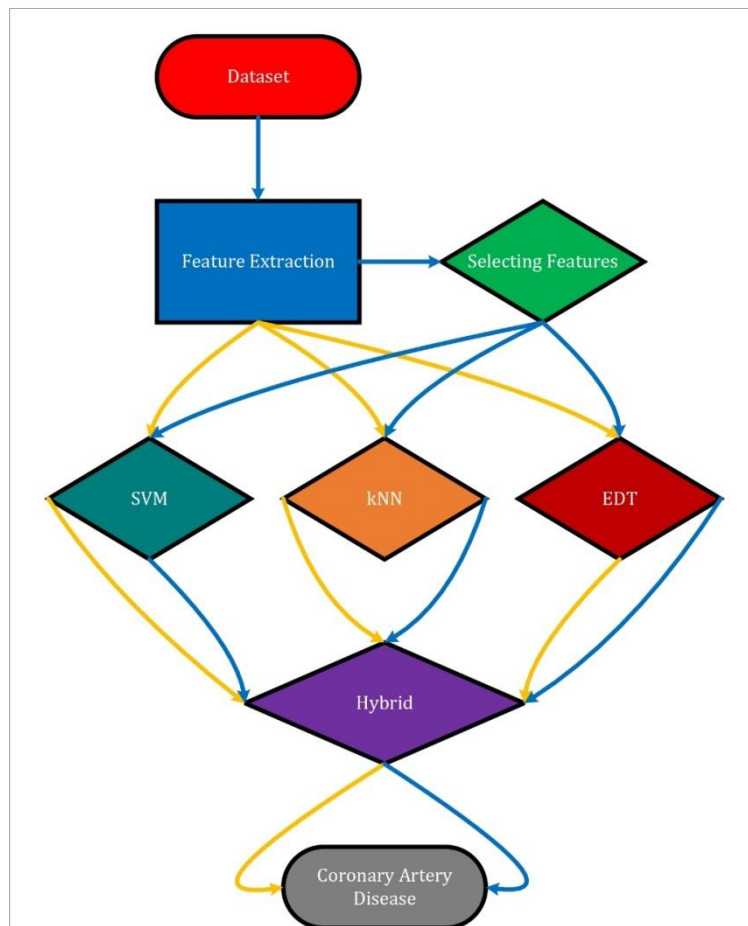 Dataset
Feature Extraction
Selecting Features
SVM
kNN
EDT
Hybrid
Coronary Artery
Disease